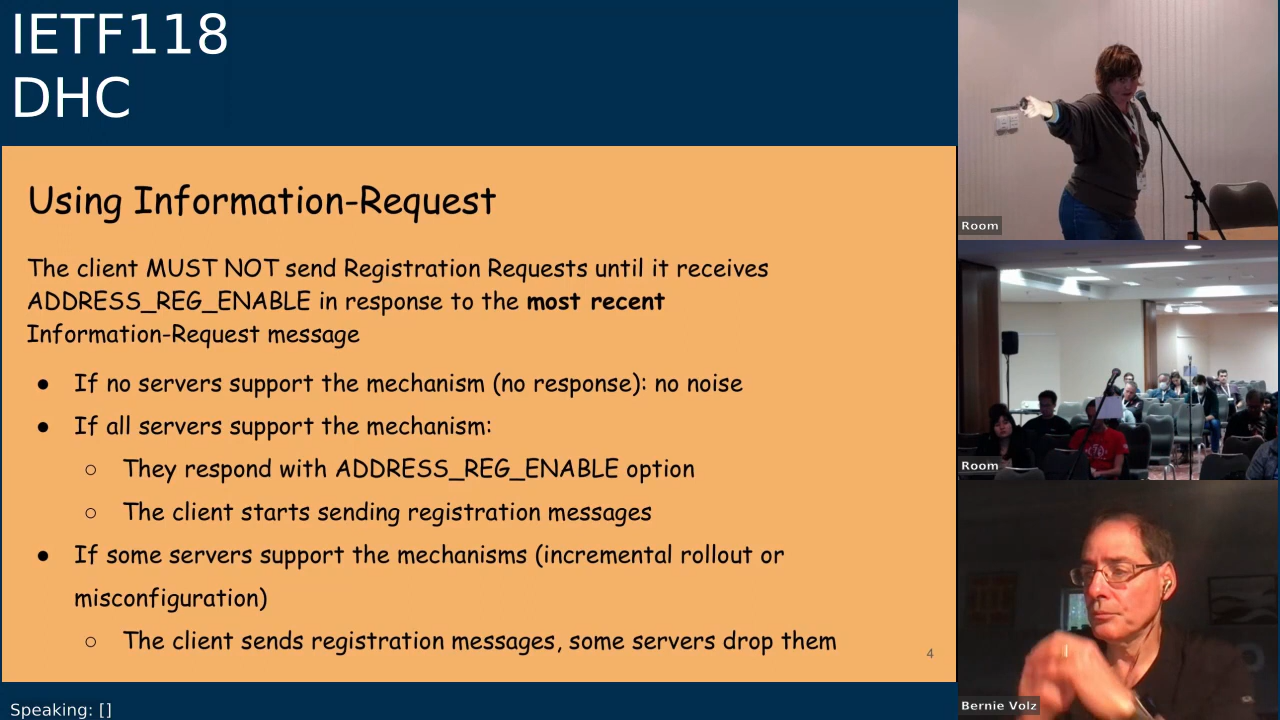 IETF118
DHC
Using Information-Request
The client MUST NOT send Registration Requests until it receives
ADDRESS_REG_ENABLE in response to the most recent
Information-Request message
● If no servers support the mechanism (no response): no noise
● If all servers support the mechanism:
○ They respond with ADDRESS_REG_ENABLE option
○ The client starts sending registration messages
● If some servers support the mechanisms (incremental rollout or
misconfiguration)
○ The client sends registration messages, some servers drop them
4
Speaking: []
Room
Room
Bernie Volz